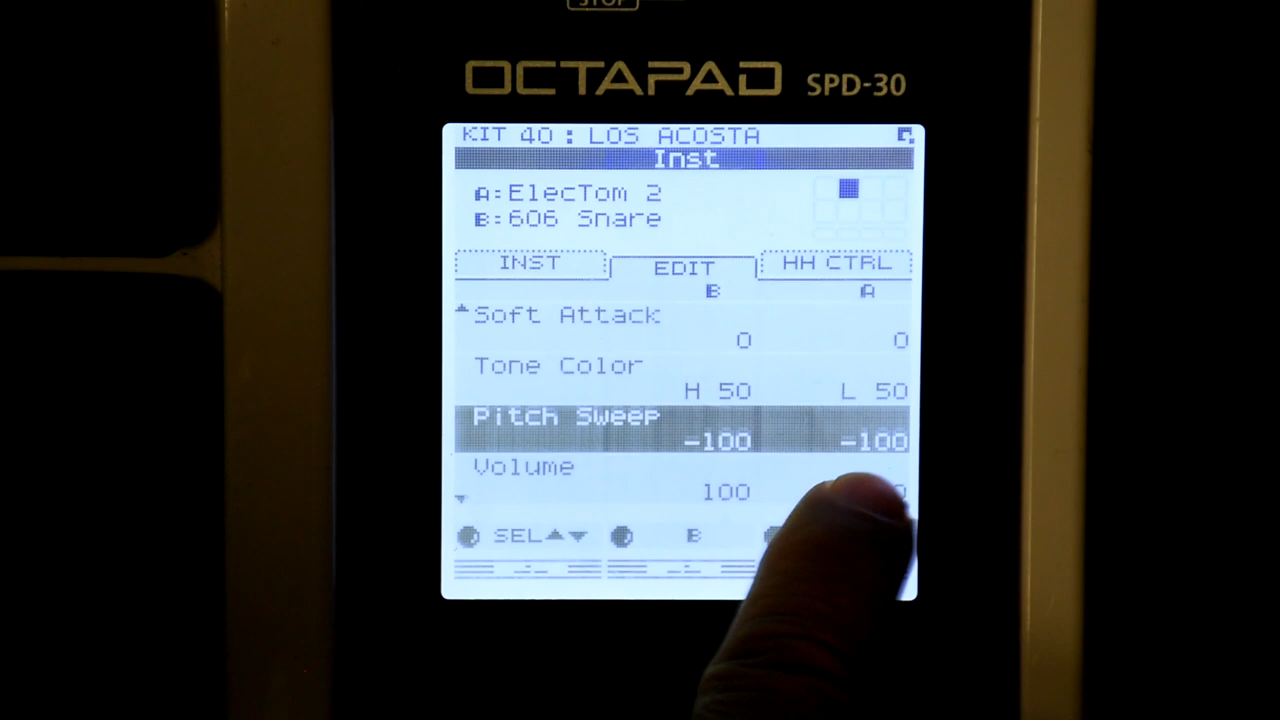 STOP
OCTAPAD SPD-30
KIT 40 : LOS ACOSTA
Inst
A:ElecTom 2
B:606 Snare
INST EDIT HH CTRL
B A
Soft Attack
0 0
Tone Color
H 50 L 50
Pitch Sweep
-100 -100
Volume
100
SEL▲▼ B